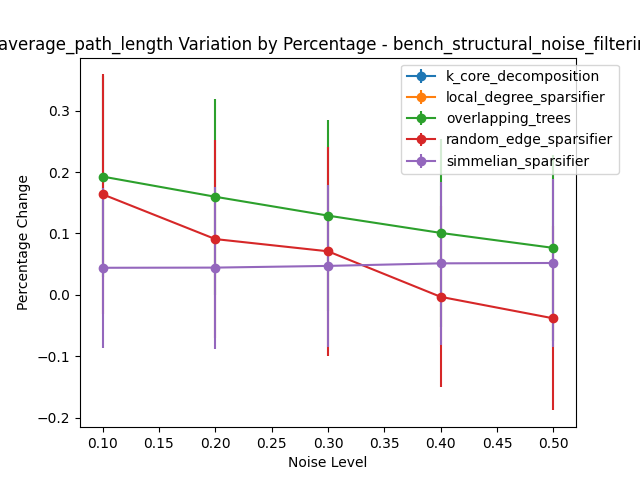 average_path_length Variation by Percentage - bench_structural_noise_filtering
k_core_decomposition
local_degree_sparsifier
overlapping_trees
random_edge_sparsifier
simmelian_sparsifier
Percentage Change
0.3
0.2
0.1
0.0
−0.1
−0.2
0.10
0.15
0.20
0.25
0.30
0.35
0.40
0.45
0.50
Noise Level